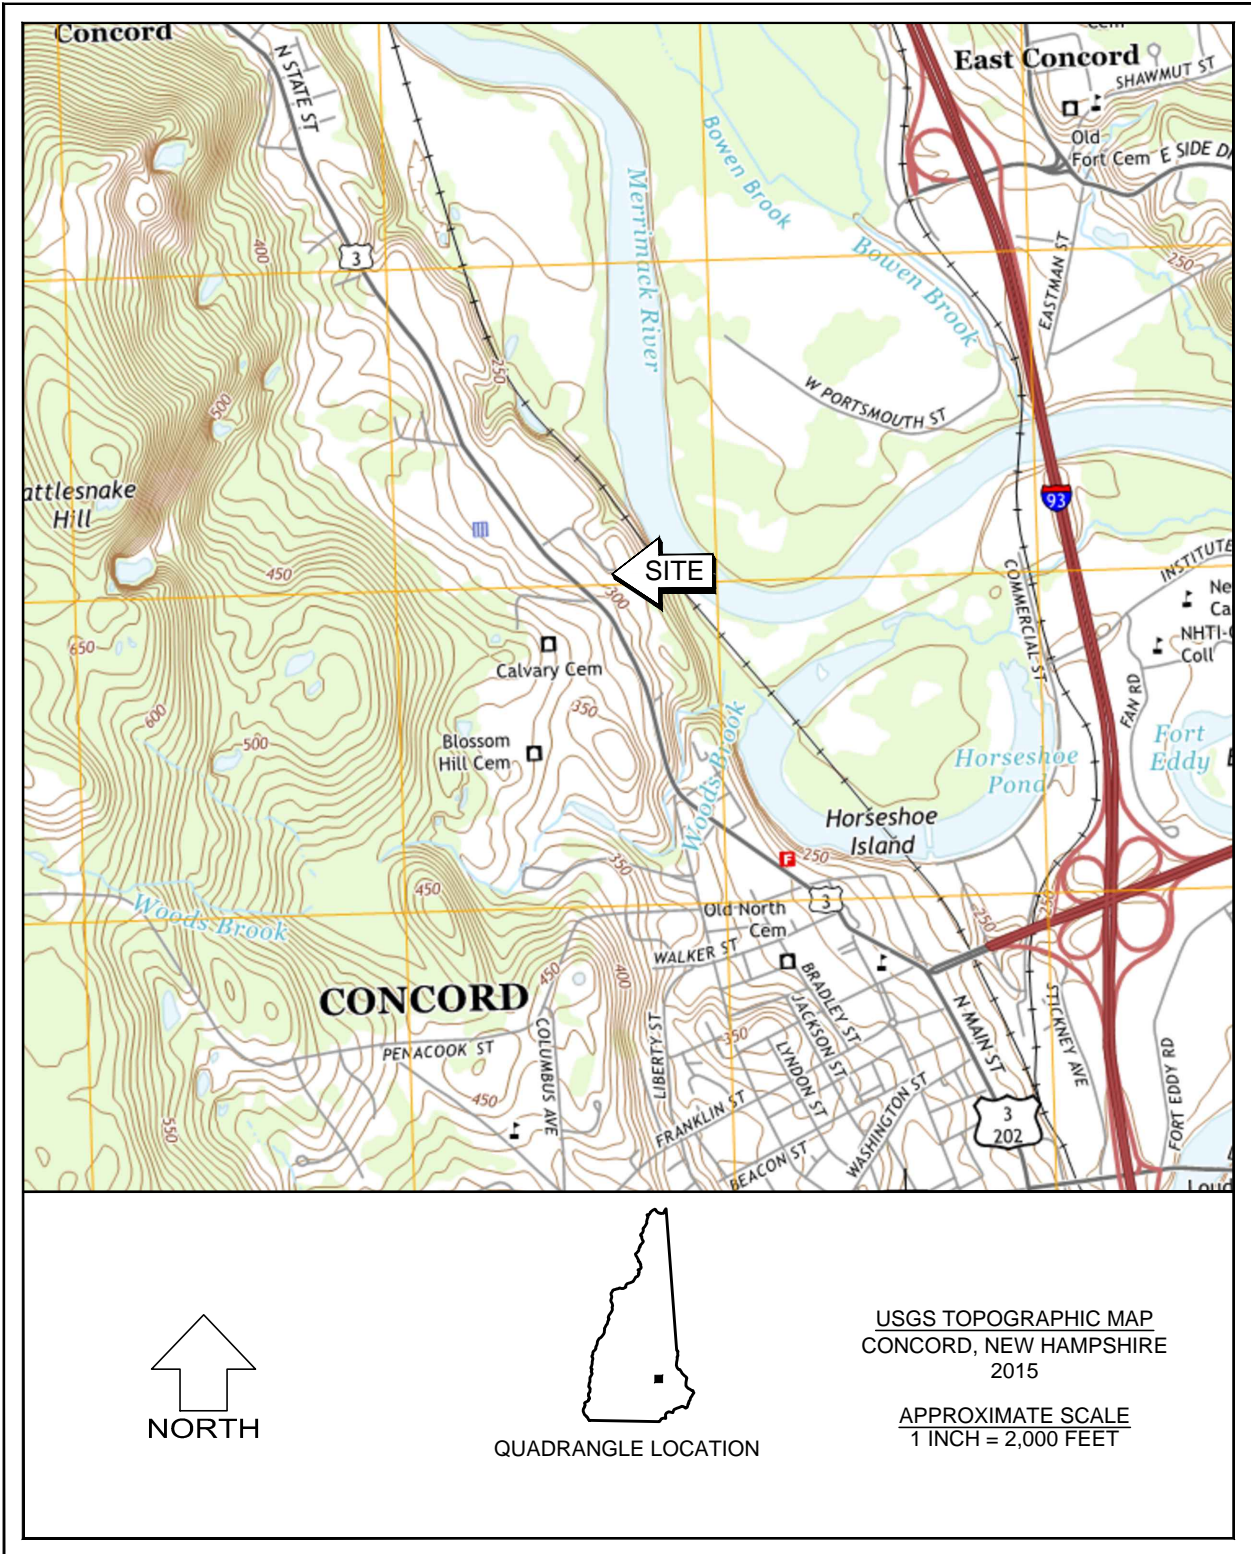 Concord
N STATE ST
East Concord
Cem
SHAWMUT ST
Old
Fort Cem
E SIDE
Bowen Brook
Merrimack River
Bowen Brook
400
3
EASTMAN ST
250
250
W PORTSMOUTH ST
500
attlesnake
Hill
93
450
SITE
300
COMMERCIAL ST
INSTITUTE
Ne
Ca
NHTI-
Coll
650
Calvary Cem
FAN RD
600
350
500
Blossom
Hill Cem
Woods Brook
Horseshoe
Pond
Fort
Eddy
E
Horseshoe
Island
F
250
350
450
Woods Brook
3
Old North
Cem
250
250
WALKER ST
450
400
CONCORD
BRADLEY ST
JACKSON ST
LYNDON ST
N MAIN ST
STICKNEY AVE
350
PENACOOK ST
COLUMBUS AVE
LIBERTY ST
FORT EDDY RD
450
FRANKLIN ST
WASHINGTON ST
3
202
550
BEACON ST
Loud
NORTH
QUADRANGLE LOCATION
USGS TOPOGRAPHIC MAP
CONCORD, NEW HAMPSHIRE
2015
APPROXIMATE SCALE
1 INCH = 2,000 FEET